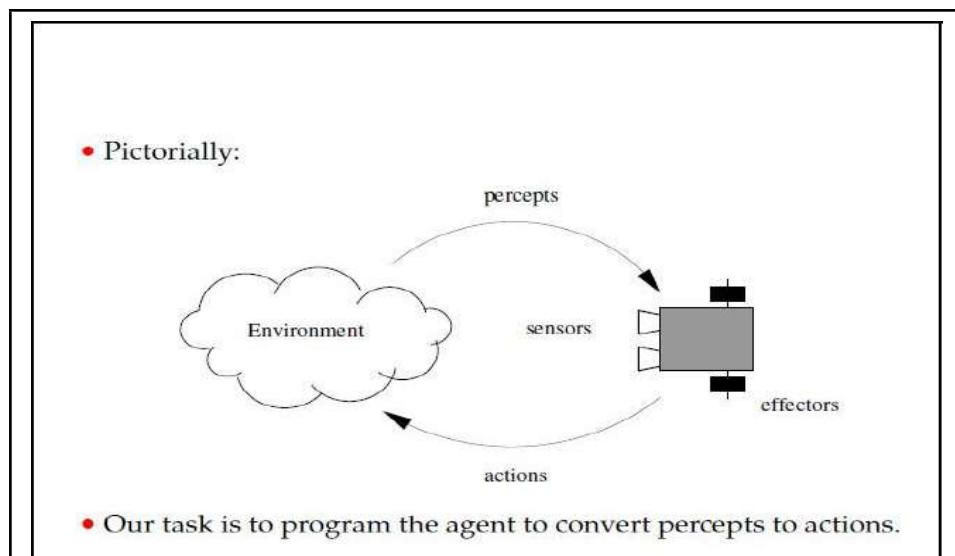 • Pictorially:
percepts
Environment
sensors
effectors
actions
• Our task is to program the agent to convert percepts to actions.